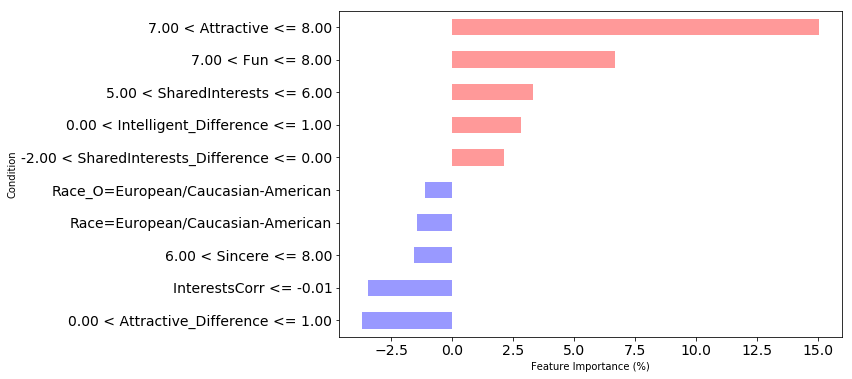 7.00 < Attractive <= 8.00
7.00 < Fun <= 8.00
5.00 < SharedInterests <= 6.00
0.00 < Intelligent_Difference <= 1.00
-2.00 < SharedInterests_Difference <= 0.00
Race_O=European/Caucasian-American
Race=European/Caucasian-American
6.00 < Sincere <= 8.00
InterestsCorr <= -0.01
0.00 < Attractive_Difference <= 1.00
Condition
−2.5 0.0 2.5 5.0 7.5 10.0 12.5 15.0
Feature Importance (%)